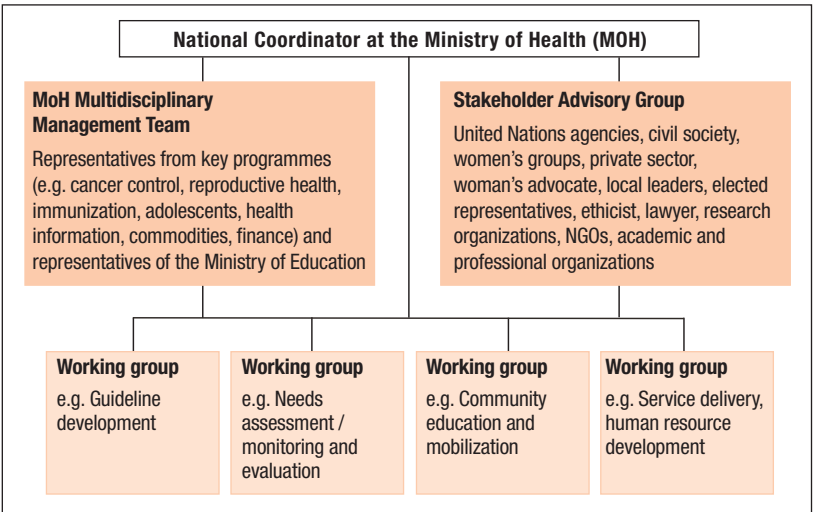 National Coordinator at the Ministry of Health (MOH)
MoH Multidisciplinary
Management Team
Representatives from key programmes
(e.g. cancer control, reproductive health,
immunization, adolescents, health
information, commodities, finance) and
representatives of the Ministry of Education
Stakeholder Advisory Group
United Nations agencies, civil society,
women’s groups, private sector,
woman’s advocate, local leaders, elected
representatives, ethicist, lawyer, research
organizations, NGOs, academic and
professional organizations
Working group
e.g. Guideline
development
Working group
e.g. Needs
assessment /
monitoring and
evaluation
Working group
e.g. Community
education and
mobilization
Working group
e.g. Service delivery,
human resource
development